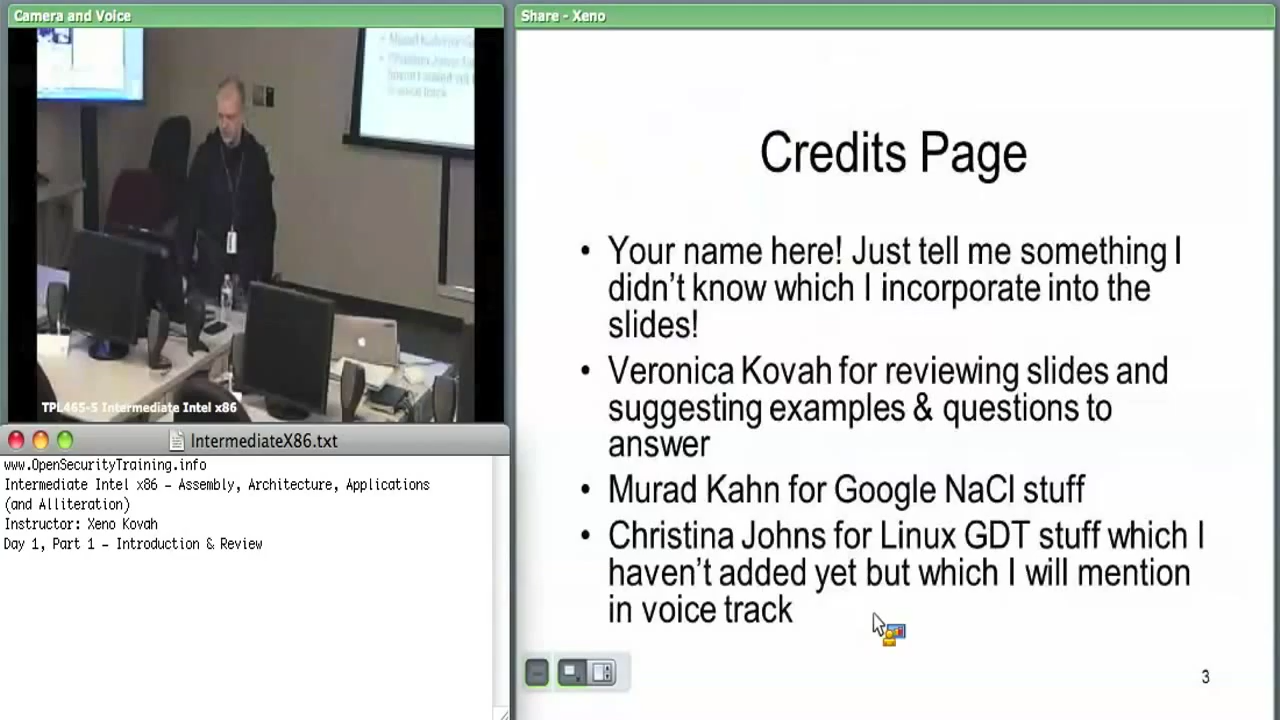 Camera and Voice
TPL465-S Intermediate Intel x86
IntermediateX86.txt
www.OpenSecurityTraining.info
Intermediate Intel x86 – Assembly, Architecture, Applications
(and Alliteration)
Instructor: Xeno Kovah
Day 1, Part 1 – Introduction & Review
Share - Xeno
Credits Page
• Your name here! Just tell me something I
didn't know which I incorporate into the
slides!
• Veronica Kovah for reviewing slides and
suggesting examples & questions to
answer
• Murad Kahn for Google NaCl stuff
• Christina Johns for Linux GDT stuff which I
haven't added yet but which I will mention
in voice track
3